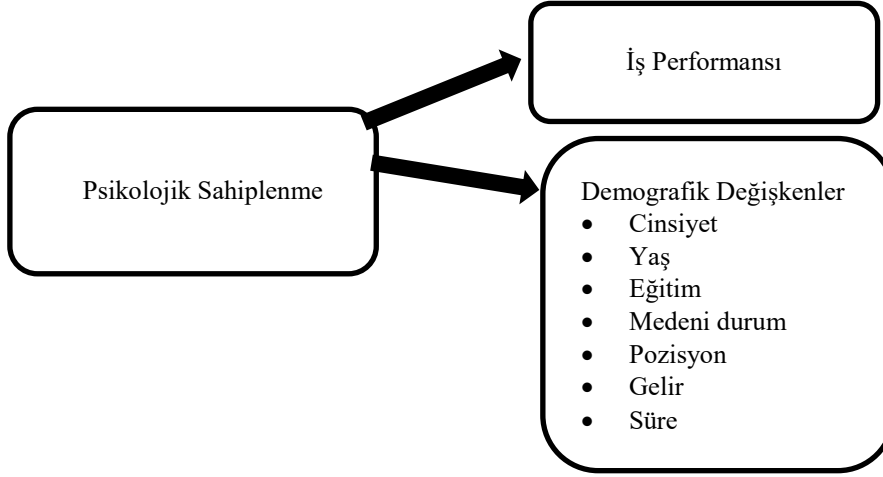 İş Performansı
Psikolojik Sahiplenme
Demografik Değişkenler
• Cinsiyet
• Yaş
• Eğitim
• Medeni durum
• Pozisyon
• Gelir
• Süre